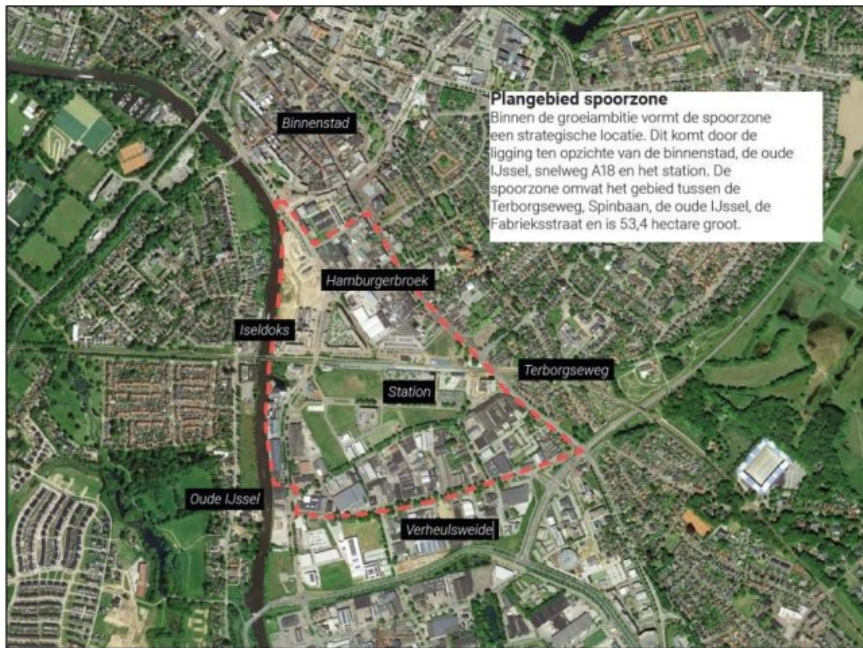 Plangebied spoorzone
Binnen de groeiambitie vormt de spoorzone
een strategische locatie. Dit komt door de
ligging ten opzichte van de binnenstad, de oude
IJssel, snelweg A18 en het station. De
spoorzone omvat het gebied tussen de
Terborgseweg, Spinbaan, de oude IJssel, de
Fabrieksstraat en is 53,4 hectare groot.
Binnenstad
Hamburgerbroek
Iseldoks
Terborgseweg
Station
Oude IJssel
Verheulsweide